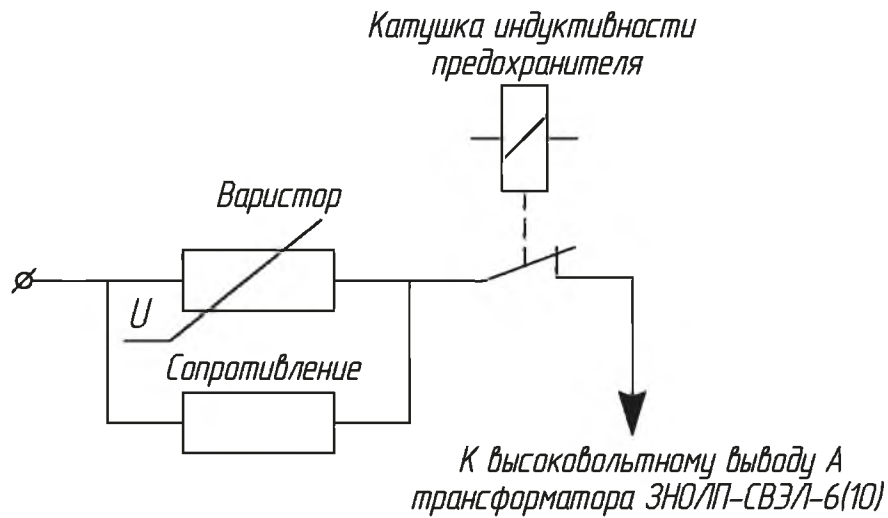 Катушка индуктивности
предохранителя
Варистор
U
Сопротивление
К высоковольтному выводу А
трансформатора ЗНОЛП-СВЭЛ-6(10)